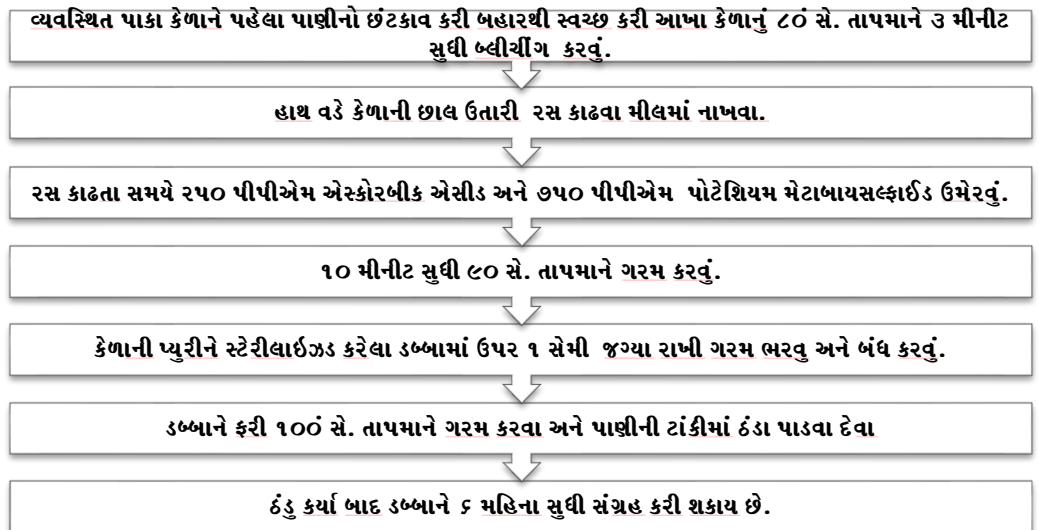 વ્યવસ્થિત પાકા કેળાને પહેલા પાણીનો છંટકાવ કરી બહારથી સ્વચ્છ કરી આખા કેળાનું ૮૦ં સે. તાપમાને ૩ મીનીટ
સુધી બ્લીચીંગ કરવું.
હાથ વડે કેળાની છાલ ઉતારી રસ કાઢવા મીલમાં નાખવા.
રસ કાઢતા સમયે ૨૫૦ પીપીએમ એસ્કોરબીક એસીડ અને ૭૫૦ પીપીએમ પોટેશિયમ મેટાબાયસલ્ફાઈડ ઉમેરવું.
૧૦ મીનીટ સુધી ૯૦ સે. તાપમાને ગરમ કરવું.
કેળાની પ્યુરીને સ્ટેરીલાઇઝડ કરેલા ડબ્બામાં ઉપર ૧ સેમી જગ્યા રાખી ગરમ ભરવુ અને બંધ કરવું.
ડબ્બાને ફરી ૧૦૦ં સે. તાપમાને ગરમ કરવા અને પાણીની ટાંકીમાં ઠંડા પાડવા દેવા
ઠંડુ કર્યા બાદ ડબ્બાને ૬ મહિના સુધી સંગ્રહ કરી શકાય છે.